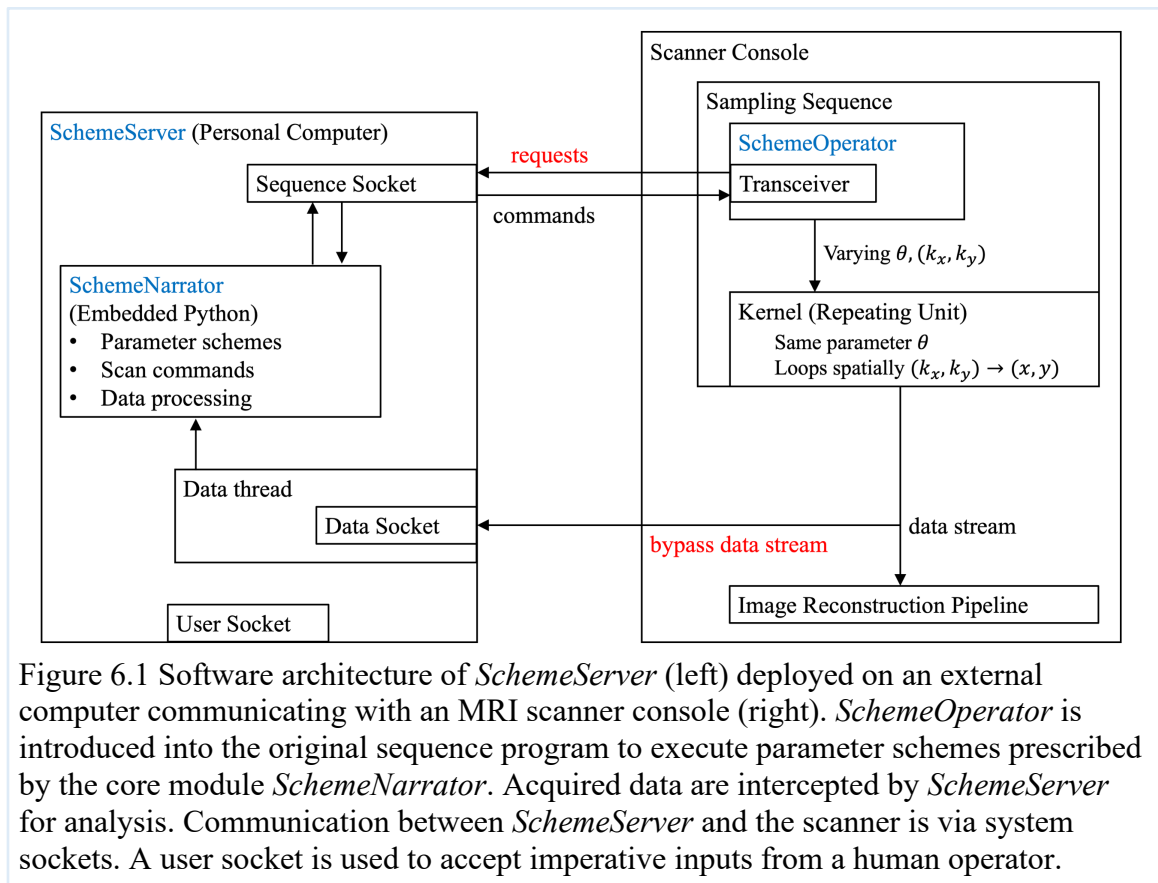 Scanner Console
Sampling Sequence
SchemeServer (Personal Computer)
SchemeOperator
requests
Sequence Socket
Transceiver
commands
Varying θ, (kₓ, k_y)
SchemeNarrator
(Embedded Python)
• Parameter schemes
• Scan commands
• Data processing
Kernel (Repeating Unit)
Same parameter θ
Loops spatially (kₓ, k_y) → (x, y)
Data thread
Data Socket
data stream
bypass data stream
Image Reconstruction Pipeline
User Socket
Figure 6.1 Software architecture of SchemeServer (left) deployed on an external
computer communicating with an MRI scanner console (right). SchemeOperator is
introduced into the original sequence program to execute parameter schemes prescribed
by the core module SchemeNarrator. Acquired data are intercepted by SchemeServer
for analysis. Communication between SchemeServer and the scanner is via system
sockets. A user socket is used to accept imperative inputs from a human operator.